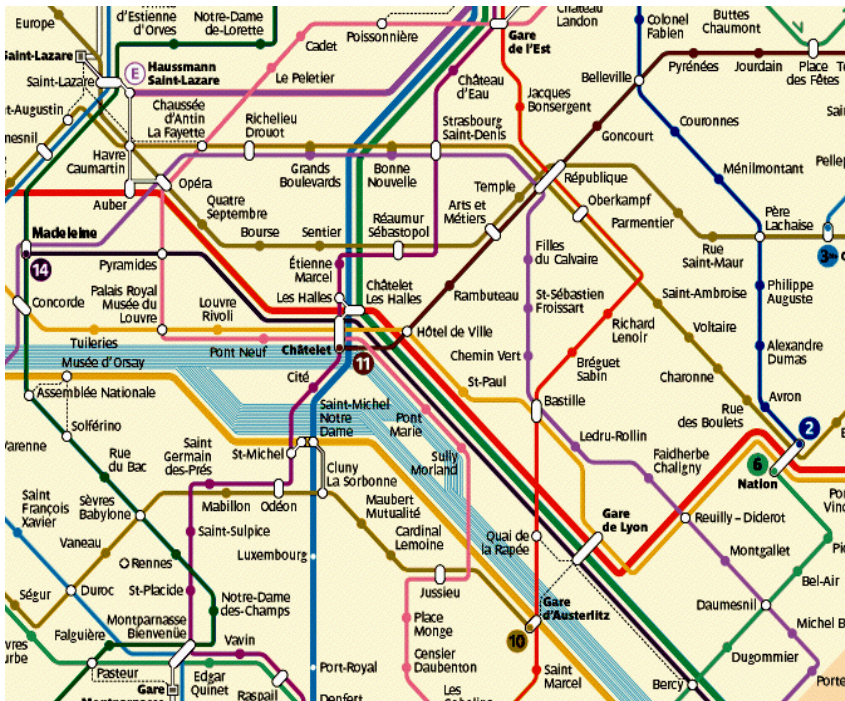 Europe
d'Estienne
d'Orves
Notre-Dame
de-Lorette
Poissonnière
Cadet
Gare
de l'Est
Château
Landon
Colonel
Fabien
Buttes
Chaumont
Saint-Lazare
Saint-Lazare
E
Haussmann
Saint-Lazare
Le Peletier
Château
d'Eau
Jacques
Bonsergent
Belleville
Pyrénées
Jourdain
Place
des Fêtes
Chaussée
d'Antin
La Fayette
Richelieu
Drouot
Strasbourg
Saint-Denis
Goncourt
Couronnes
Havre
Caumartin
Grands
Boulevards
Bonne
Nouvelle
Temple
République
Ménilmontant
Opéra
Auber
Quatre
Septembre
Arts et
Métiers
Oberkampf
Parmentier
Père
Lachaise
Madeleine
14
Bourse
Sentier
Réaumur
Sébastopol
Filles
du Calvaire
Rue
Saint-Maur
3bis
Pyramides
Étienne
Marcel
Les Halles
Châtelet
Les Halles
Rambuteau
St-Sébastien
Froissart
Saint-Ambroise
Philippe
Auguste
Concorde
Palais Royal
Musée du
Louvre
Louvre
Rivoli
Hôtel de Ville
Richard
Lenoir
Voltaire
Tuileries
Pont Neuf
Châtelet
11
Chemin Vert
Bréguet
Sabin
Alexandre
Dumas
Musée d'Orsay
Assemblée Nationale
Cité
St-Paul
Charonne
Avron
Solférino
Saint-Michel
Notre
Dame
Pont
Marie
Bastille
Rue
des Boulets
2
Varenne
Rue
du Bac
Saint
Germain
des-Prés
St-Michel
Sully
Morland
Ledru-Rollin
Faidherbe
Chaligny
6
Nation
Cluny
La Sorbonne
Saint
François
Xavier
Sèvres
Babylone
Mabillon
Odéon
Maubert
Mutualité
Gare
de Lyon
Reuilly – Diderot
Vaneau
Saint-Sulpice
Cardinal
Lemoine
Quai de
la Rapée
Rennes
Luxembourg
Montgallet
Bel-Air
Ségur
Duroc
St-Placide
Notre-Dame
des-Champs
Jussieu
Gare
d'Austerlitz
10
Daumesnil
Falguière
Montparnasse
Bienvenüe
Vavin
Place
Monge
Dugommier
Pasteur
Edgar
Quinet
Raspail
Port-Royal
Censier
Daubenton
Saint
Marcel
Bercy
Gare
Les